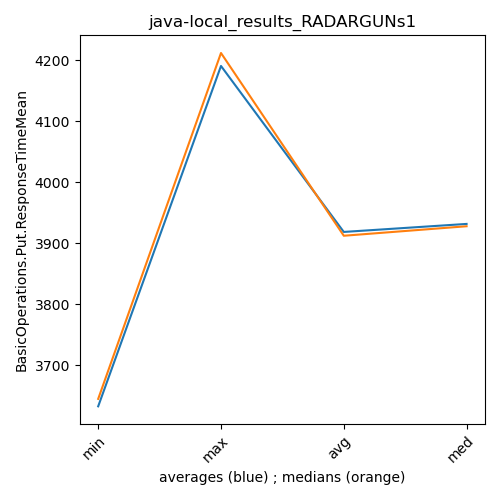 java-local_results_RADARGUNs1
BasicOperations.Put.ResponseTimeMean
4200
4100
4000
3900
3800
3700
min
max
avg
med
averages (blue) ; medians (orange)